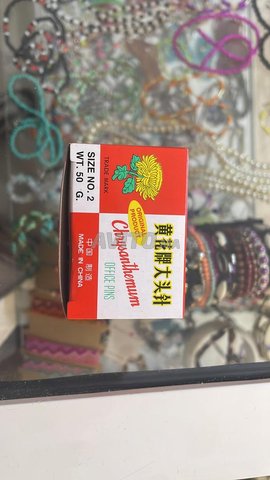 黄花牌大头针
TRADE MARK
ORIGINAL
PRODUCT
Chrysanthemum
OFFICE PINS
SIZE NO. 2
WT. 50 G.
中国 制造
MADE IN CHINA